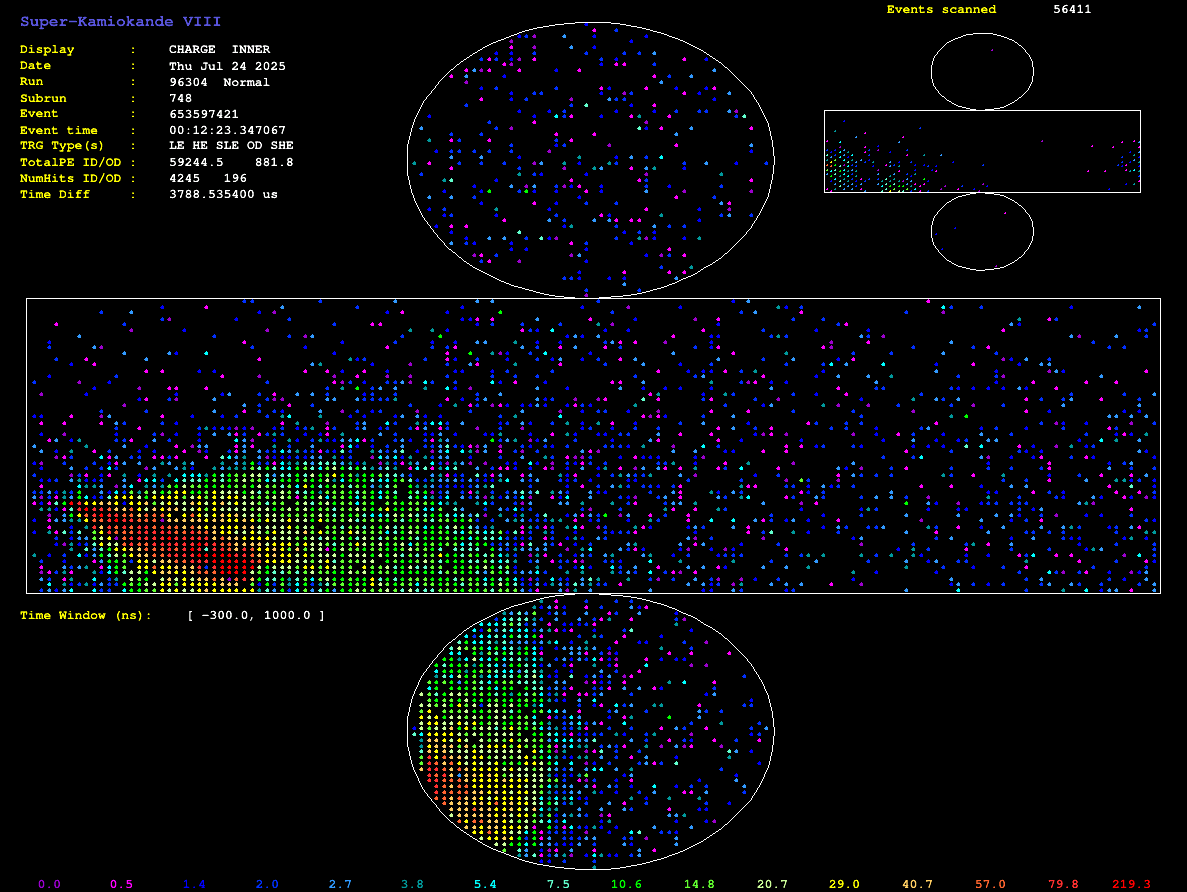 Super-Kamiokande VIII
Display : CHARGE INNER
Date : Thu Jul 24 2025
Run : 96304 Normal
Subrun : 748
Event : 653597421
Event time : 00:12:23.347067
TRG Type(s) : LE HE SLE OD SHE
TotalPE ID/OD : 59244.5 881.8
NumHits ID/OD : 4245 196
Time Diff : 3788.535400 us
Events scanned 56411
Time Window (ns): [ -300.0, 1000.0 ]
0.0 0.5 1.4 2.0 2.7 3.8 5.4 7.5 10.6 14.8 20.7 29.0 40.7 57.0 79.8 219.3